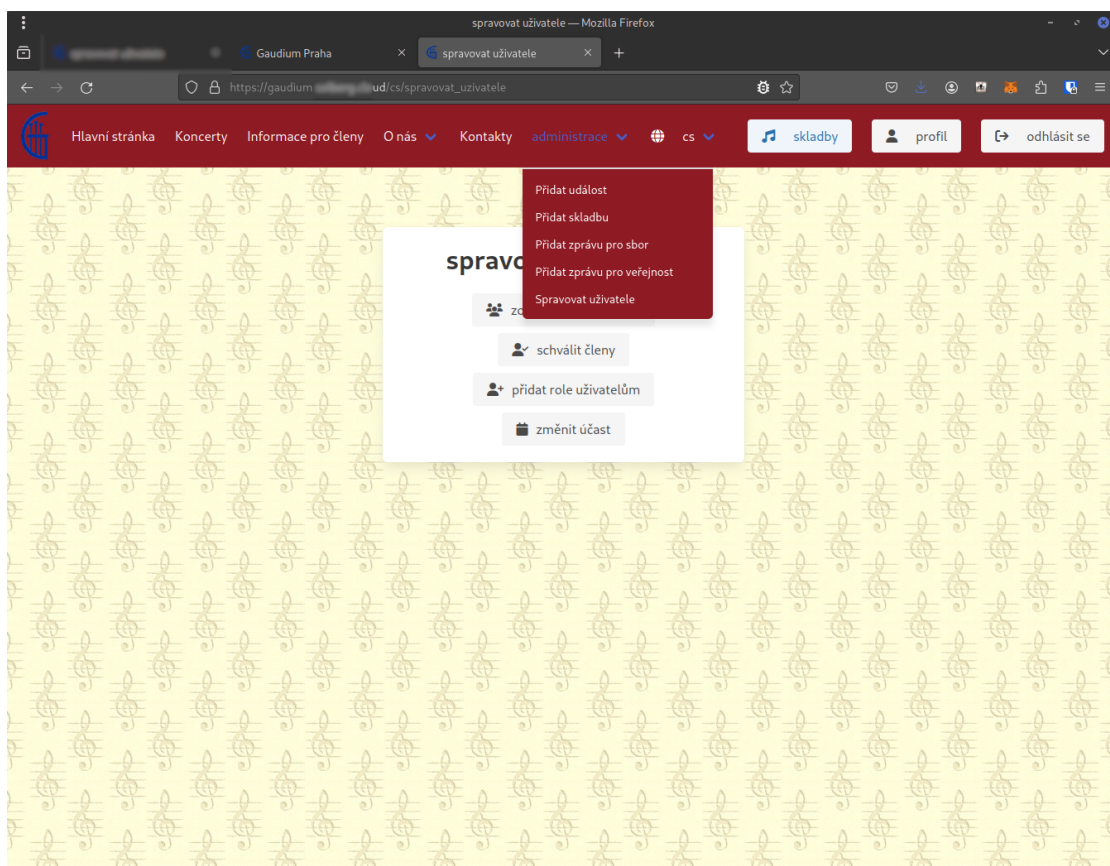 spravovat uživatele — Mozilla Firefox
Gaudium Praha
spravovat uživatele
https://gaudium ud/cs/spravovat_uzivatele
Hlavní stránka Koncerty Informace pro členy O nás Kontakty administrace cs skladby profil odhlásit se
Přidat událost
Přidat skladbu
Přidat zprávu pro sbor
Přidat zprávu pro veřejnost
Spravovat uživatele
schválit členy
přidat role uživatelům
změnit účast